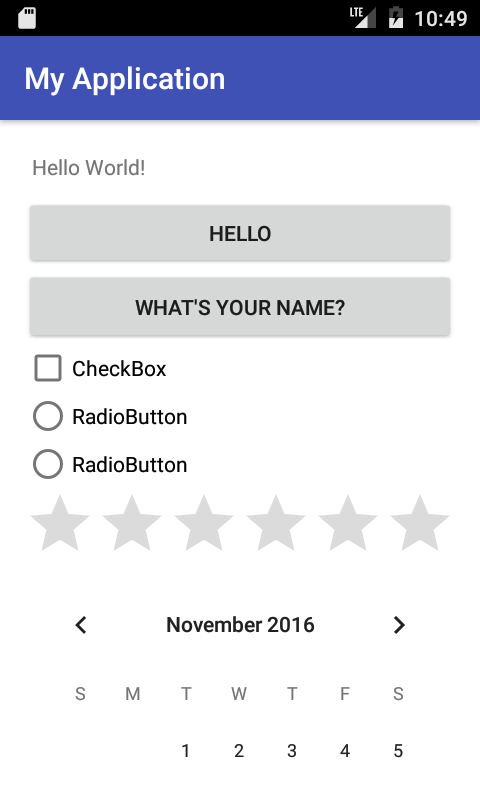 LTE 10:49
My Application
Hello World!
HELLO
WHAT'S YOUR NAME?
CheckBox
RadioButton
RadioButton
November 2016
S M T W T F S
1 2 3 4 5